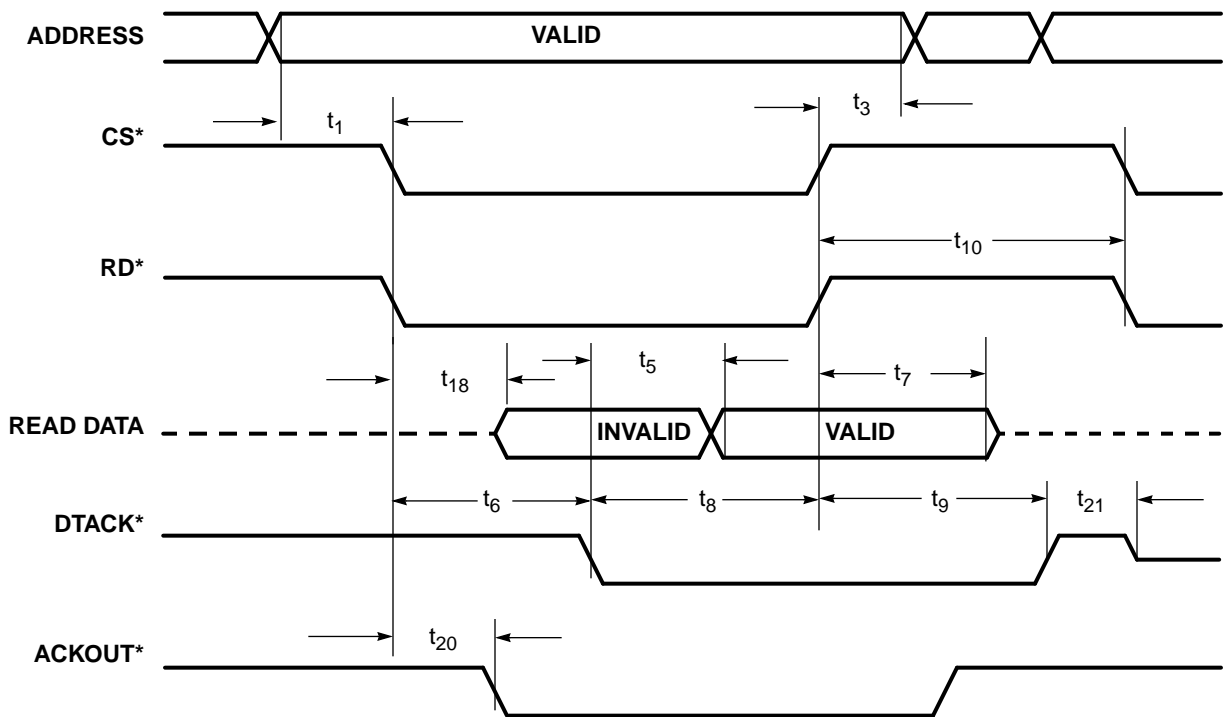 ADDRESS
VALID
t1
t3
CS*
t10
RD*
t18
t5
t7
READ DATA
INVALID
VALID
t6
t8
t9
t21
DTACK*
t20
ACKOUT*